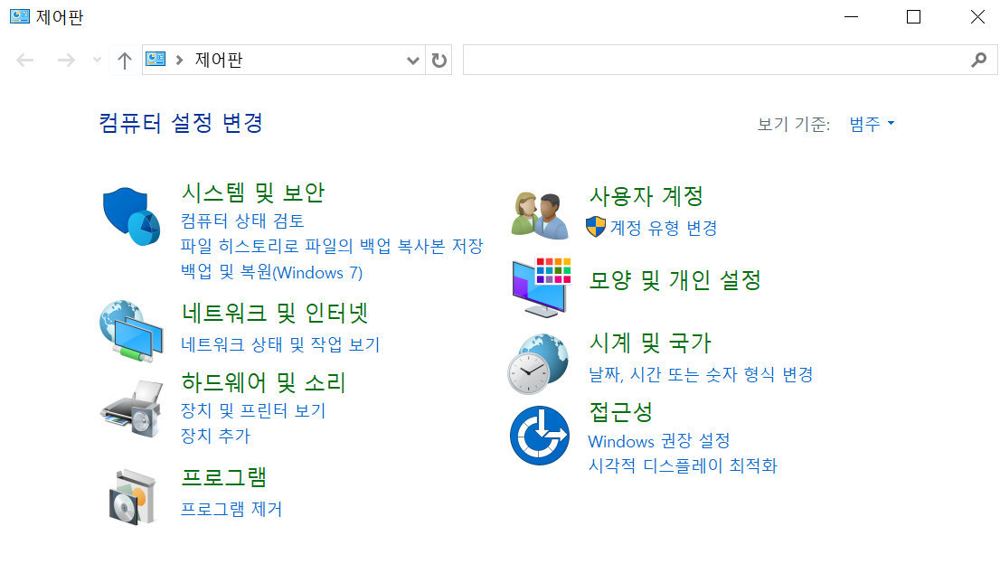 제어판
제어판
컴퓨터 설정 변경
보기 기준: 범주
시스템 및 보안
컴퓨터 상태 검토
파일 히스토리로 파일의 백업 복사본 저장
백업 및 복원(Windows 7)
네트워크 및 인터넷
네트워크 상태 및 작업 보기
하드웨어 및 소리
장치 및 프린터 보기
장치 추가
프로그램
프로그램 제거
사용자 계정
계정 유형 변경
모양 및 개인 설정
시계 및 국가
날짜, 시간 또는 숫자 형식 변경
접근성
Windows 권장 설정
시각적 디스플레이 최적화